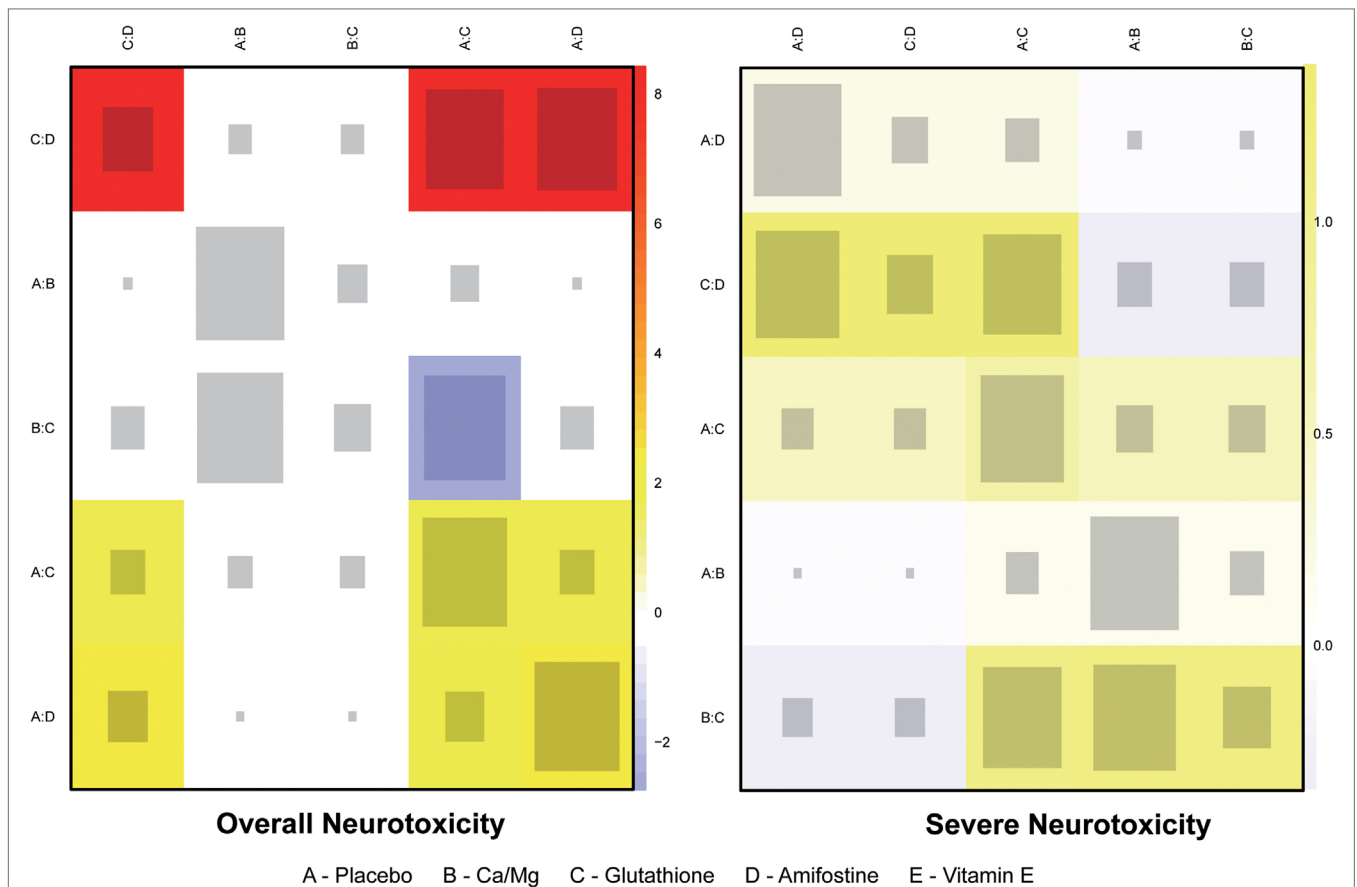 C:D A:B B:C A:C A:D
A:D C:D A:C A:B B:C
C:D
A:B
B:C
A:C
A:D
8
6
4
2
0
−2
A:D
C:D
A:C
A:B
B:C
1.0
0.5
0.0
Overall Neurotoxicity
Severe Neurotoxicity
A - Placebo B - Ca/Mg C - Glutathione D - Amifostine E - Vitamin E